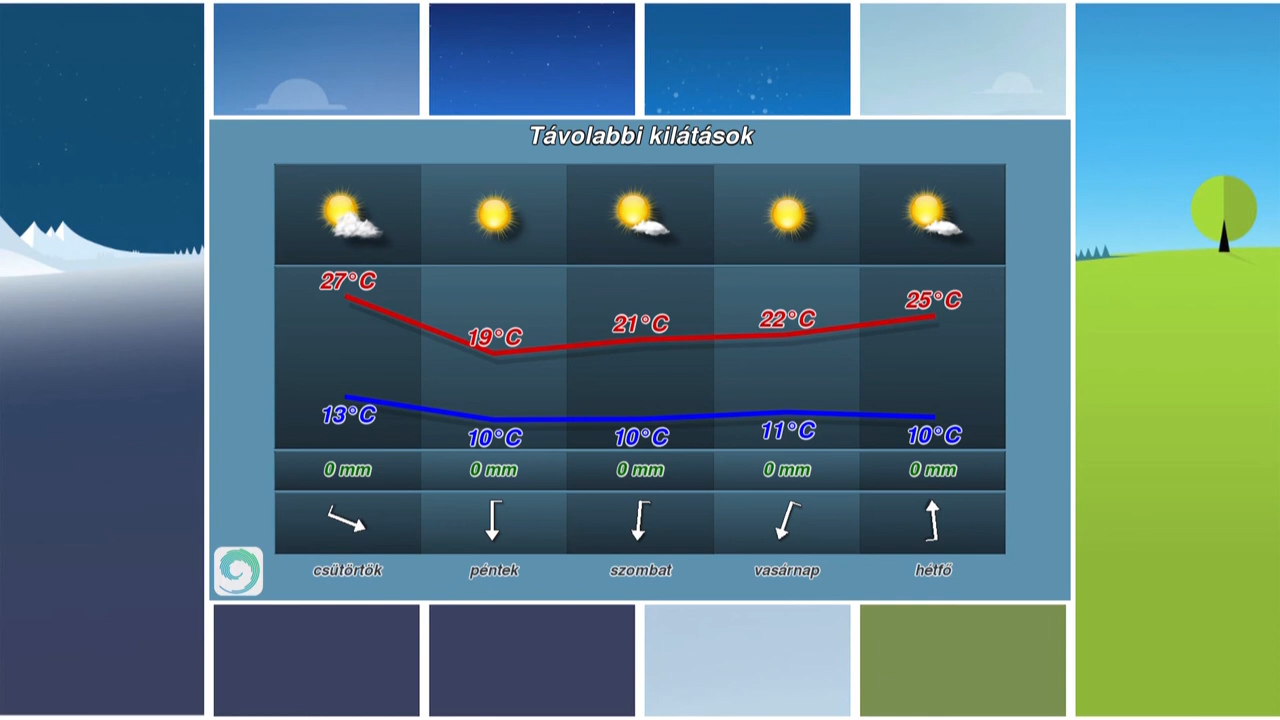 Távolabbi kilátások
27°C 19°C 21°C 22°C 25°C
13°C 10°C 10°C 11°C 10°C
0 mm 0 mm 0 mm 0 mm 0 mm
csütörtök péntek szombat vasárnap hétfő